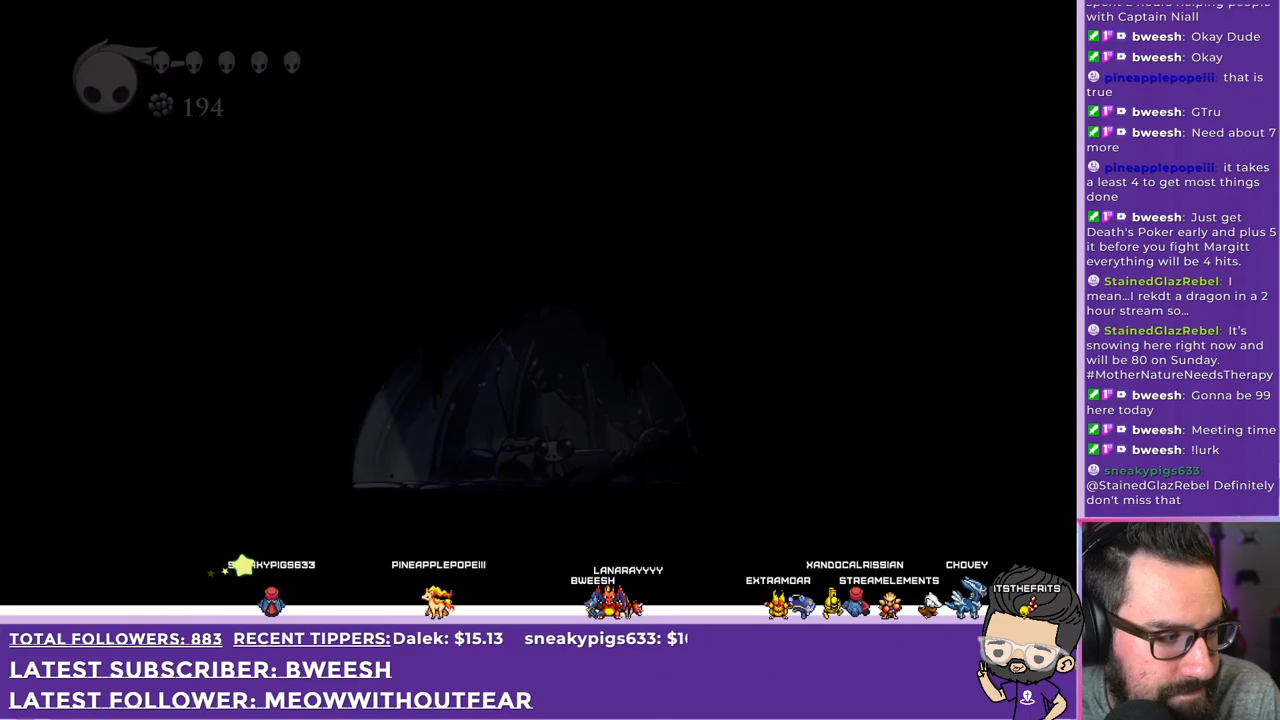 194
spent 2 hours helping people
with Captain Niall
bweesh: Okay Dude
bweesh: Okay
pineapplepopeiii: that is
true
bweesh: GTru
bweesh: Need about 7
more
pineapplepopeiii: it takes
a least 4 to get most things
done
bweesh: Just get
Death's Poker early and plus 5
it before you fight Margitt
everything will be 4 hits.
StainedGlazRebel: I
mean...I rekdt a dragon in a 2
hour stream so...
StainedGlazRebel: It's
snowing here right now and
will be 80 on Sunday.
#MotherNatureNeedsTherapy
bweesh: Gonna be 99
here today
bweesh: Meeting time
bweesh: !lurk
sneakypigs633
@StainedGlazRebel Definitely
don't miss that
PINEAPPLEPOPEIII
LANARAYYYY
BWEESH
XANDOCALRISSIAN
EXTRAMOAR
STREAMELEMENTS
CHOVEY
ITSTHEFRITS
TOTAL FOLLOWERS: 883 RECENT TIPPERS: Dalek: $15.13 sneakypigs633:
LATEST SUBSCRIBER: BWEESH
LATEST FOLLOWER: MEOWWITHOUTFEAR